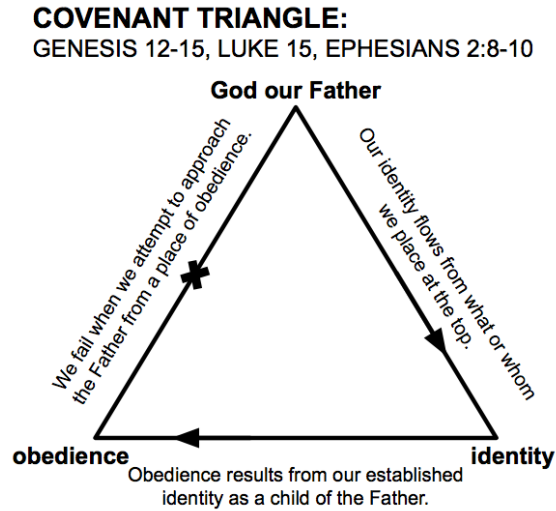 COVENANT TRIANGLE:
GENESIS 12-15, LUKE 15, EPHESIANS 2:8-10
God our Father
We fail when we attempt to approach
the Father from a place of obedience.
Our identity flows from what or whom
we place at the top.
obedience
identity
Obedience results from our established
identity as a child of the Father.